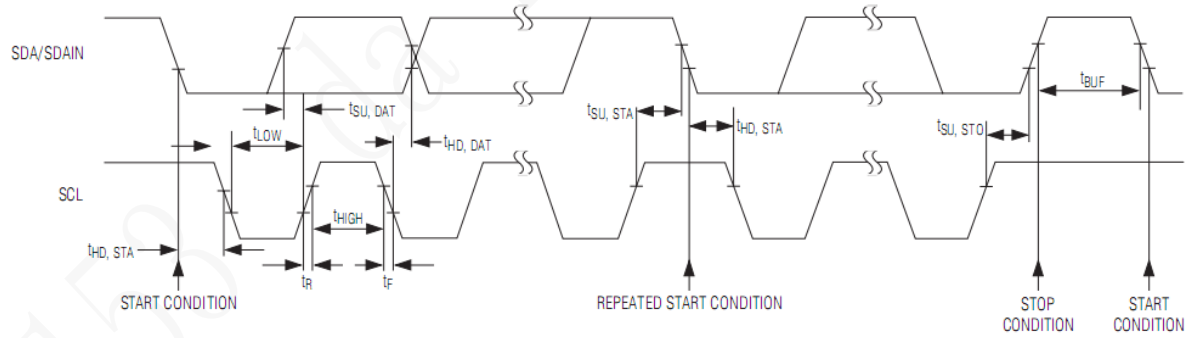 SDA/SDAIN
tSU, DAT
tBUF
tLOW
tHD, DAT
tSU, STA
tHD, STA
tSU, STO
SCL
tHIGH
tHD, STA
tR
tF
START CONDITION
REPEATED START CONDITION
STOP
CONDITION
START
CONDITION